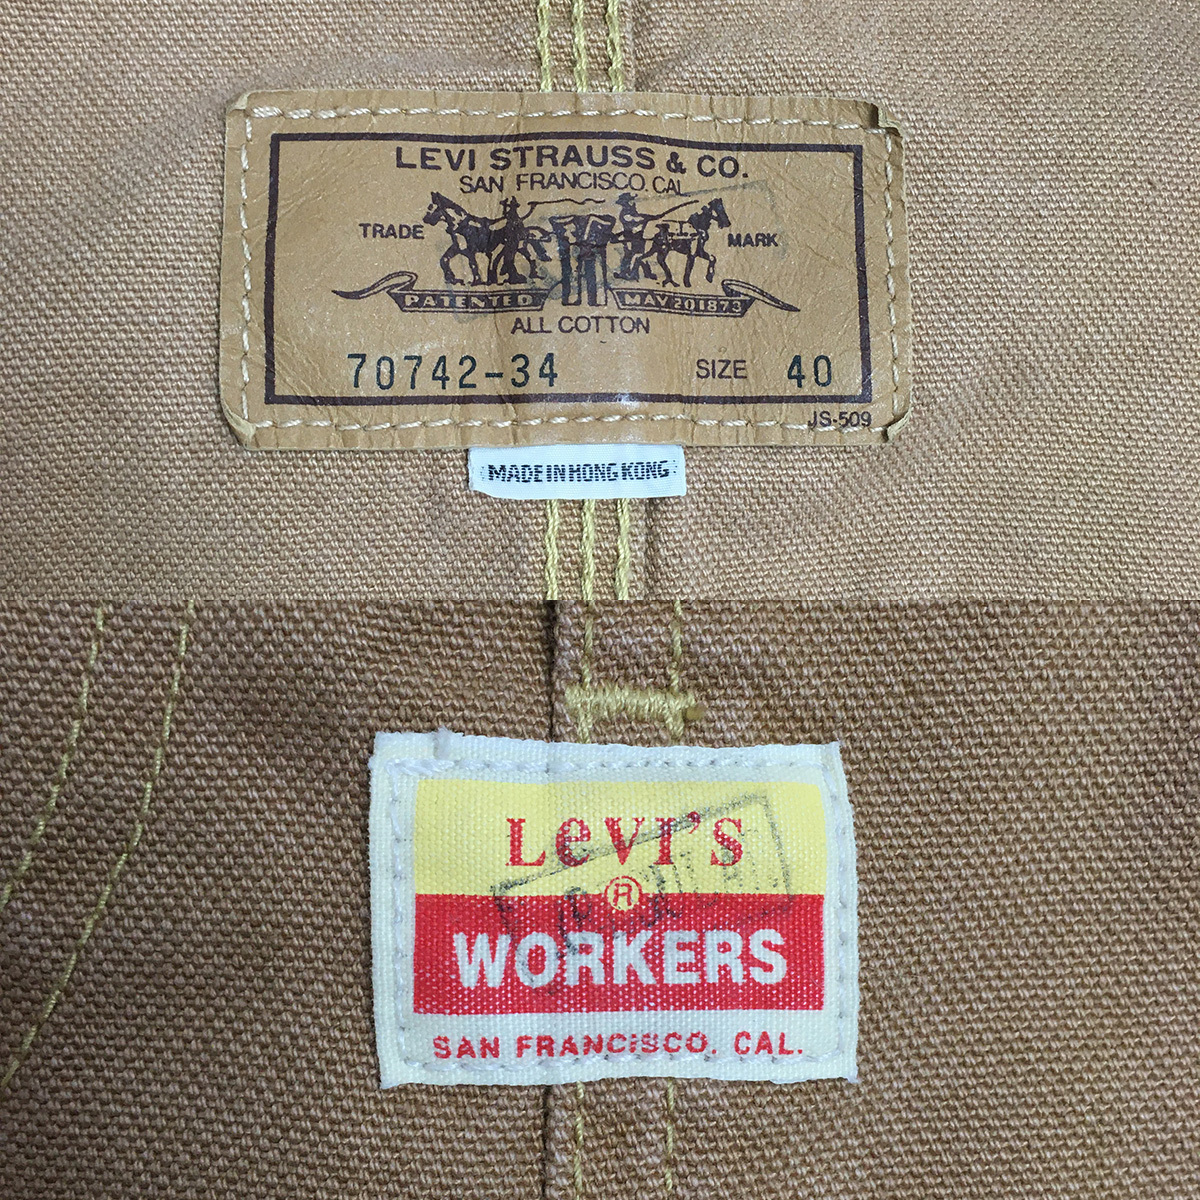 LEVI STRAUSS & CO.
SAN FRANCISCO. CAL
TRADE MARK
PATENTED MAY 20 1873
ALL COTTON
70742-34 SIZE 40
JS-509
MADE IN HONG KONG
LEVI'S
®
WORKERS
SAN FRANCISCO. CAL.